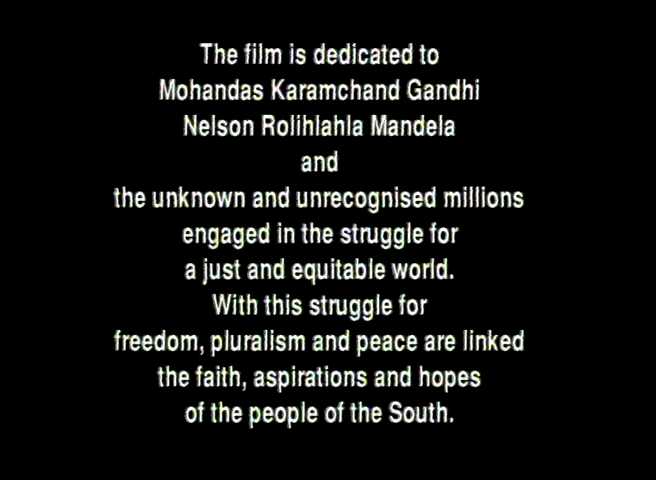 The film is dedicated to
Mohandas Karamchand Gandhi
Nelson Rolihlahla Mandela
and
the unknown and unrecognised millions
engaged in the struggle for
a just and equitable world.
With this struggle for
freedom, pluralism and peace are linked
the faith, aspirations and hopes
of the people of the South.